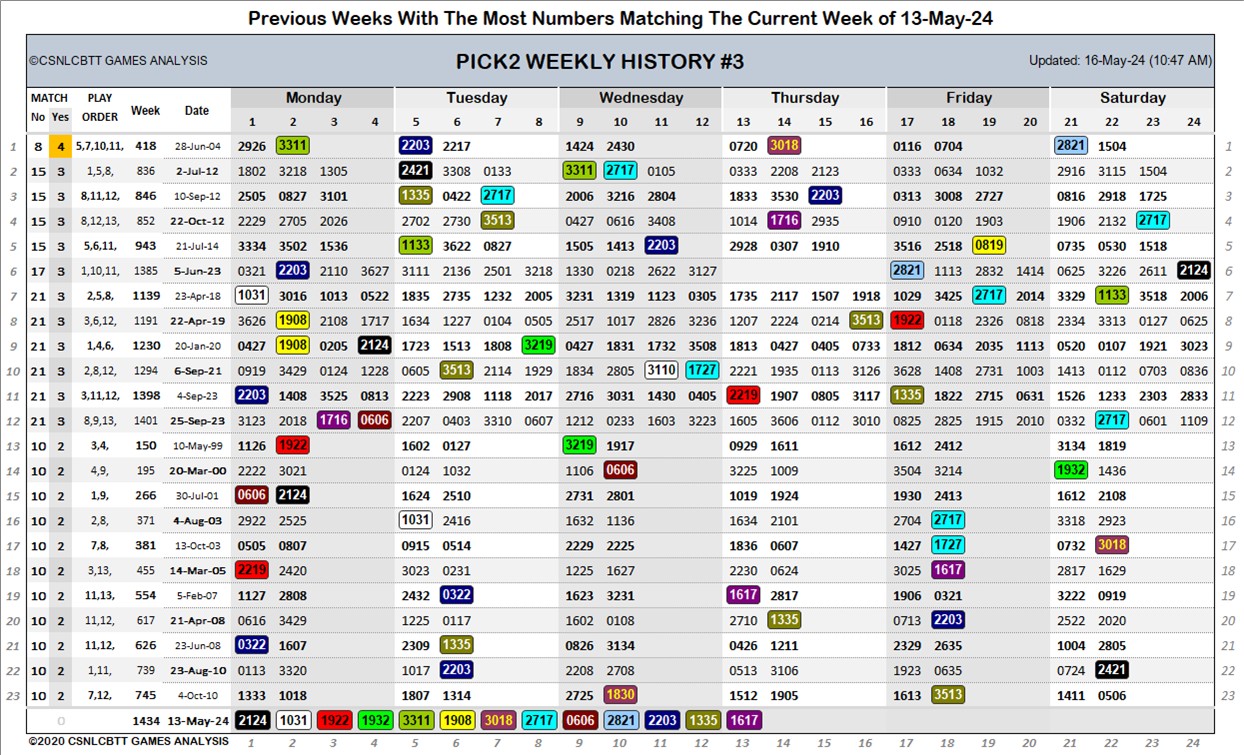 Previous Weeks With The Most Numbers Matching The Current Week of 13-May-24
©CSNLCBTT GAMES ANALYSIS PICK2 WEEKLY HISTORY #3 Updated: 16-May-24 (10:47 AM)
MATCH PLAY Week Date Monday Tuesday Wednesday Thursday Friday Saturday
No Yes ORDER 1 2 3 4 5 6 7 8 9 10 11 12 13 14 15 16 17 18 19 20 21 22 23 24
1 8 4 5,7,10,11, 418 28-Jun-04 2926 3311 2203 2217 1424 2430 0720 3018 0116 0704 2821 1504 1
2 15 3 1,5,8, 836 2-Jul-12 1802 3218 1305 2421 3308 0427 3311 2717 0105 0333 2208 2123 0333 0634 1032 2916 3115 1504 2
3 15 3 8,11,12, 846 10-Sep-12 2505 0827 3101 1335 0422 2717 2006 3216 2804 1833 3530 2203 0313 3008 2727 0816 2918 1725 3
4 15 3 8,12,13, 852 22-Oct-12 2229 2705 2026 2702 2730 3513 0427 0616 3408 1014 1716 2935 0910 0120 1903 1906 2132 2717 4
5 15 3 5,6,11, 943 21-Jul-14 3334 3502 1536 1133 3622 0827 1505 1413 2203 2928 0307 1910 3516 2518 0819 0735 0530 1518 5
6 17 3 1,10,11, 1385 5-Jun-23 0321 2203 2110 3627 3111 2136 2501 3218 1330 0218 2622 3127 2821 1113 2832 1414 0625 3226 2611 2124 6
7 21 3 2,5,8, 1139 23-Apr-18 1031 3016 1013 0522 1835 2735 1232 2005 3231 1319 1123 0305 1735 2117 1507 1918 1029 3425 2717 2014 3329 1133 3518 2006 7
8 21 3 3,6,12, 1191 22-Apr-19 3626 1908 2108 1717 1634 1227 0104 0505 2517 1017 2826 3236 1207 2224 0214 3513 1922 0118 2326 0818 2334 3313 0127 0625 8
9 21 3 1,4,6, 1230 20-Jan-20 0427 1908 0205 2124 1723 1513 1808 3219 0427 1831 1732 3508 1813 0427 0405 0733 1812 0634 2035 1113 0520 0107 1921 3023 9
10 21 3 2,8,12, 1294 6-Sep-21 0919 3429 0124 1228 0605 3513 2114 1929 1834 2805 3110 1727 2221 1935 0113 3126 3628 1408 2731 1003 1413 0112 0703 0836 10
11 21 3 3,11,12, 1398 4-Sep-23 2203 1408 3525 0813 2223 2908 1118 2017 2716 3031 1430 0405 2219 1907 0805 3117 1335 1822 2715 0631 1526 1233 2303 2833 11
12 21 3 8,9,13, 1401 25-Sep-23 3123 2018 1716 0606 2207 0403 3310 0607 1212 0233 1603 3223 1605 3606 0112 3010 0825 2825 1915 2010 0332 2717 0601 1109 12
13 10 2 3,4, 150 10-May-99 1126 1922 1602 0127 3219 1917 0929 1611 1612 2412 3134 1819 13
14 10 2 4,9, 195 20-Mar-00 2222 3021 0124 1032 1106 0606 3225 1009 3504 3214 1932 1436 14
15 10 2 1,9, 266 30-Jul-01 0606 2124 1624 2510 2731 2801 1019 1924 1930 2413 1612 2108 15
16 10 2 2,8, 371 4-Aug-03 2922 2525 1031 2416 1632 1136 1634 2101 2704 2717 3318 2923 16
17 10 2 7,8, 381 13-Oct-03 0505 0807 0915 0514 2229 2225 1836 0607 1427 1727 0732 3018 17
18 10 2 3,13, 455 14-Mar-05 2219 2420 3023 0231 1225 1627 2230 0624 3025 1617 2817 1629 18
19 10 2 11,13, 554 5-Feb-07 1127 2808 2432 0322 1623 3231 1617 2817 1906 0321 3222 0919 19
20 10 2 11,12, 617 21-Apr-08 0616 3429 1225 0117 1602 0108 2710 1335 0713 2203 2522 2020 20
21 10 2 11,12, 626 23-Jun-08 0322 1607 2309 1335 0826 3134 0426 1211 2329 2635 1004 2805 21
22 10 2 1,11, 739 23-Aug-10 0113 3320 1017 2203 2208 2708 0513 3106 1923 0635 0724 2421 22
23 10 2 7,12, 745 4-Oct-10 1333 1018 1807 1314 2725 1830 1512 1905 1613 3513 1411 0506 23
0 1434 13-May-24 2124 1031 1922 1932 3311 1908 3018 2717 0606 2821 2203 1335 1617
©2020 CSNLCBTT GAMES ANALYSIS 1 2 3 4 5 6 7 8 9 10 11 12 13 14 15 16 17 18 19 20 21 22 23 24